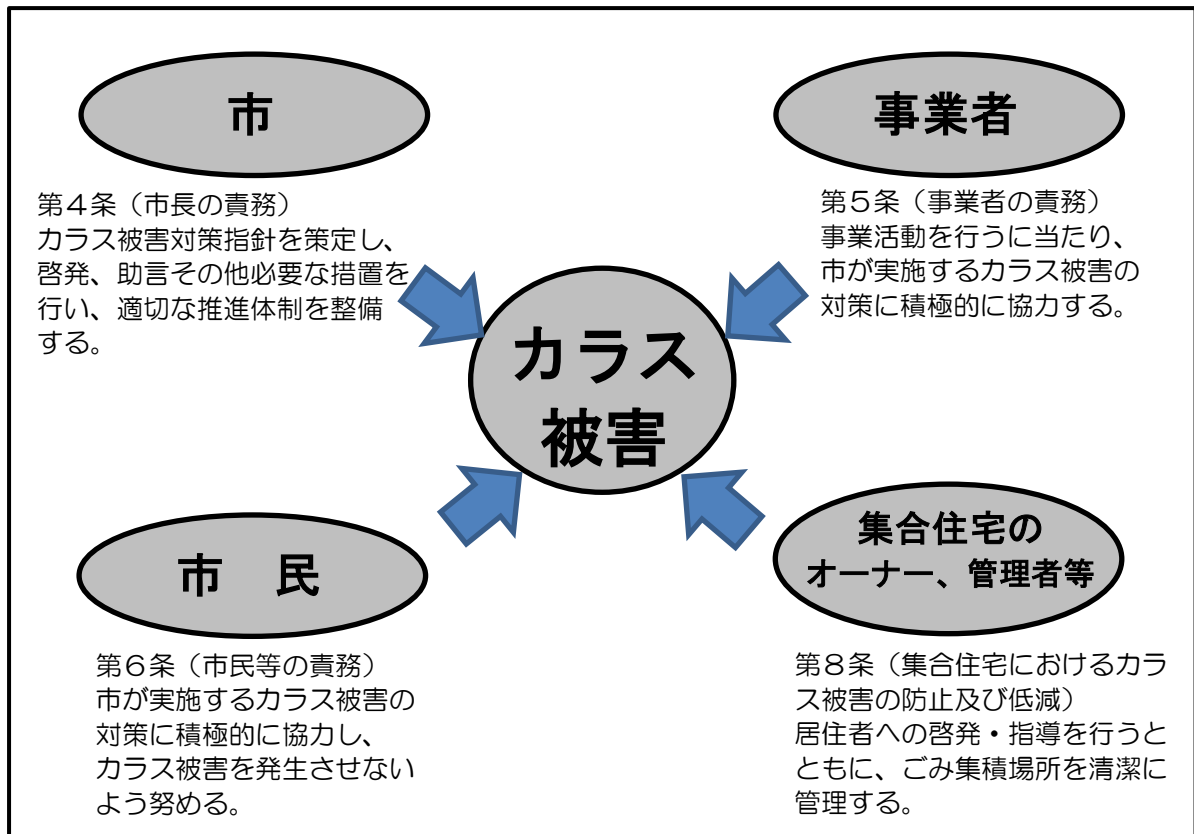 市
第４条（市長の責務）
カラス被害対策指針を策定し、
啓発、助言その他必要な措置を
行い、適切な推進体制を整備
する。
事業者
第５条（事業者の責務）
事業活動を行うに当たり、
市が実施するカラス被害の
対策に積極的に協力する。
カラス
被害
市　民
第６条（市民等の責務）
市が実施するカラス被害の
対策に積極的に協力し、
カラス被害を発生させない
よう努める。
集合住宅の
オーナー、管理者等
第８条（集合住宅におけるカラ
ス被害の防止及び低減）
居住者への啓発・指導を行うと
ともに、ごみ集積場所を清潔に
管理する。